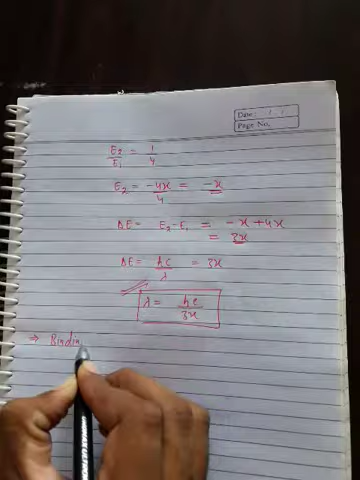 Date: / /
Page No.
E₂/E₁ = 1/4
E₂ = -4x/4 = -x
ΔE = E₂-E₁ = -x+4x
= 3x
ΔE = hc/λ = 3x
λ = hc/3x
⇒ Bindin